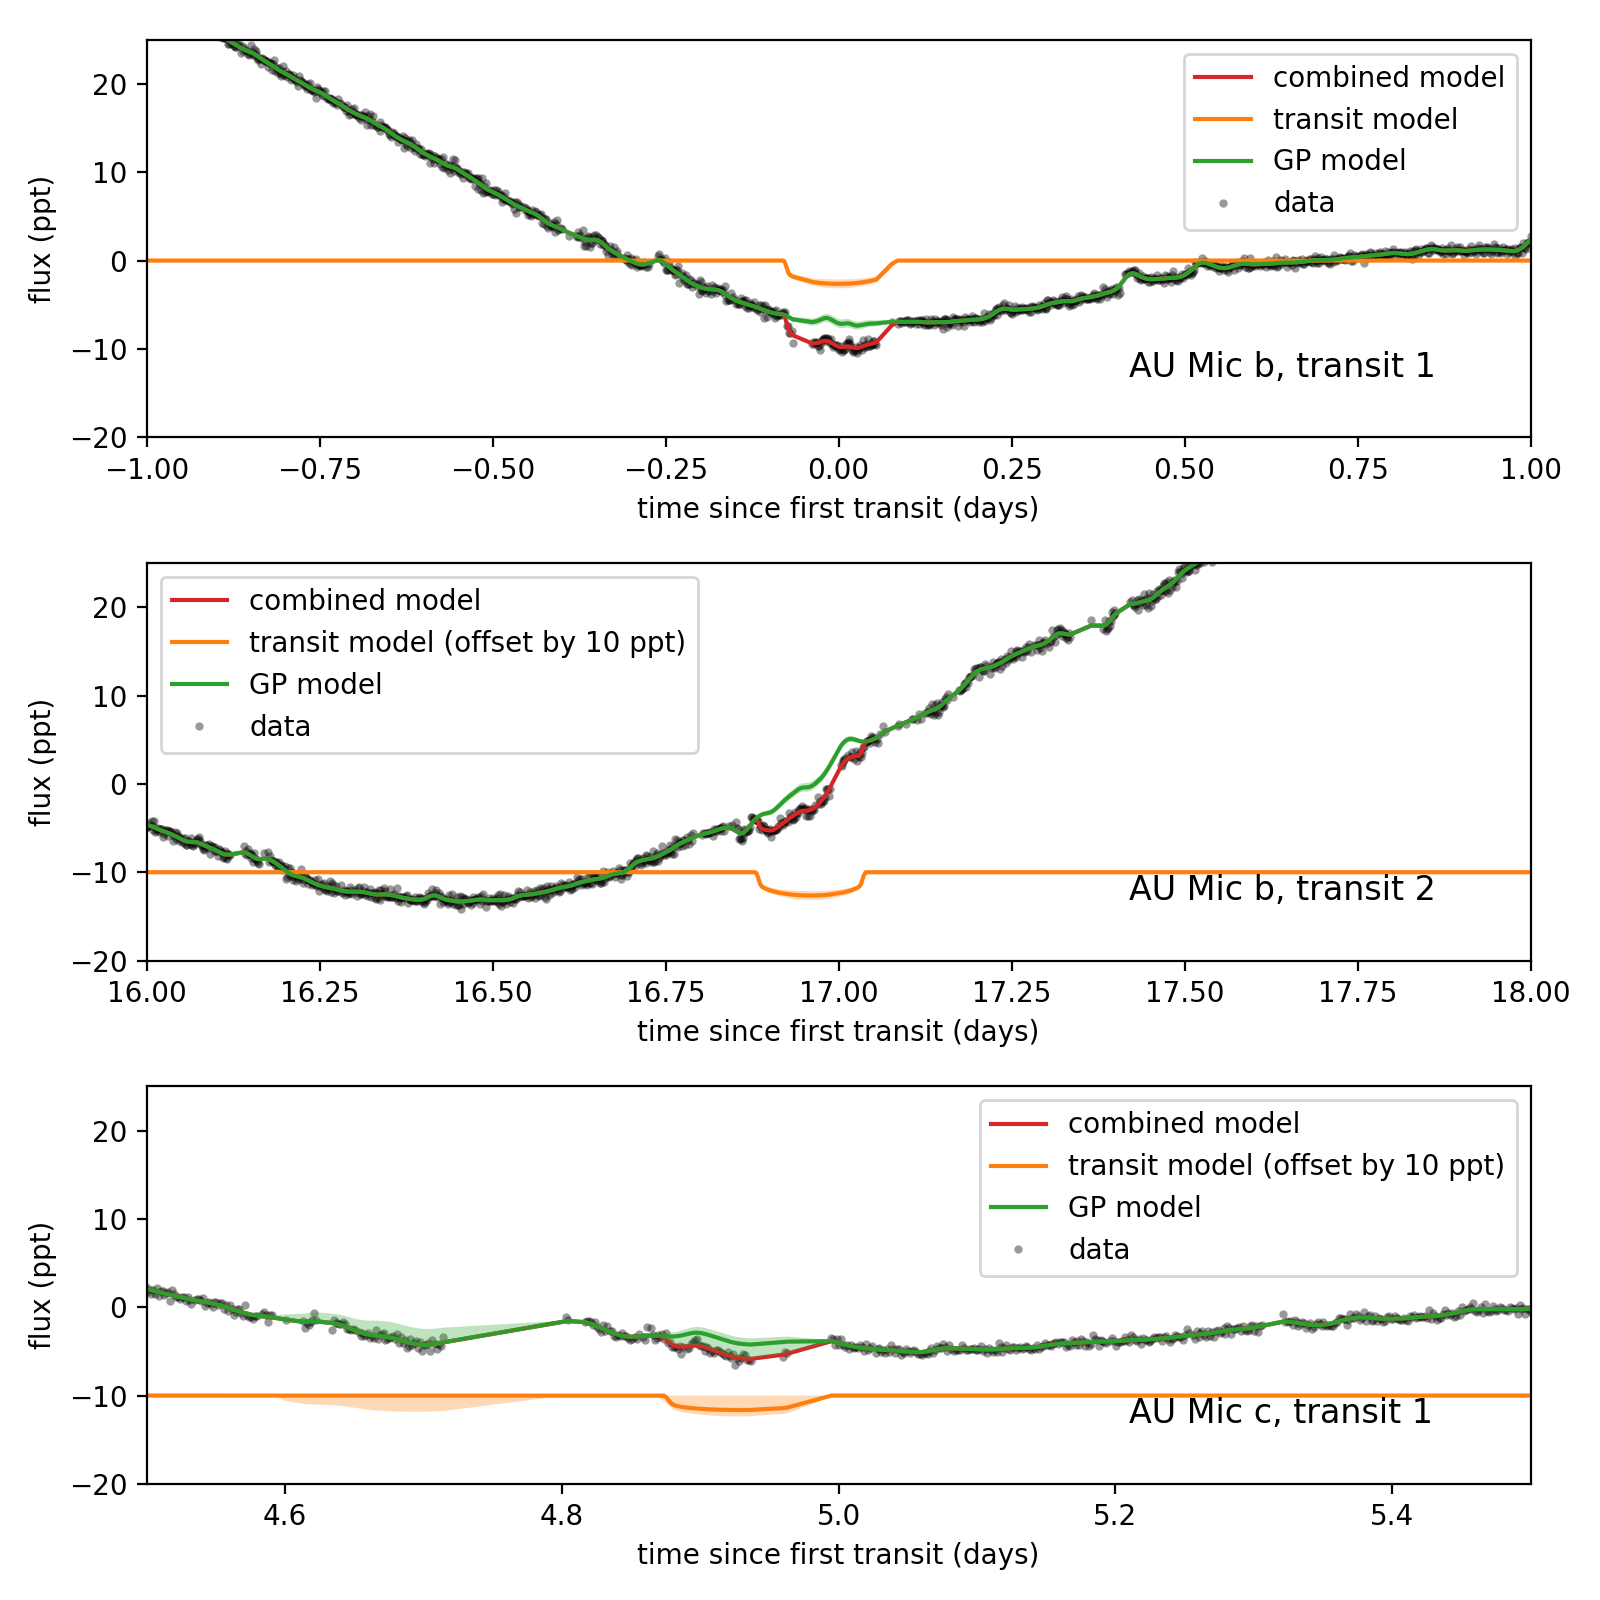 combined model
transit model
GP model
data
20
10
0
−10
−20
flux (ppt)
AU Mic b, transit 1
−1.00 −0.75 −0.50 −0.25 0.00 0.25 0.50 0.75 1.00
time since first transit (days)
combined model
transit model (offset by 10 ppt)
GP model
data
20
10
0
−10
−20
flux (ppt)
AU Mic b, transit 2
16.00 16.25 16.50 16.75 17.00 17.25 17.50 17.75 18.00
time since first transit (days)
combined model
transit model (offset by 10 ppt)
GP model
data
20
10
0
−10
−20
flux (ppt)
AU Mic c, transit 1
4.6 4.8 5.0 5.2 5.4
time since first transit (days)